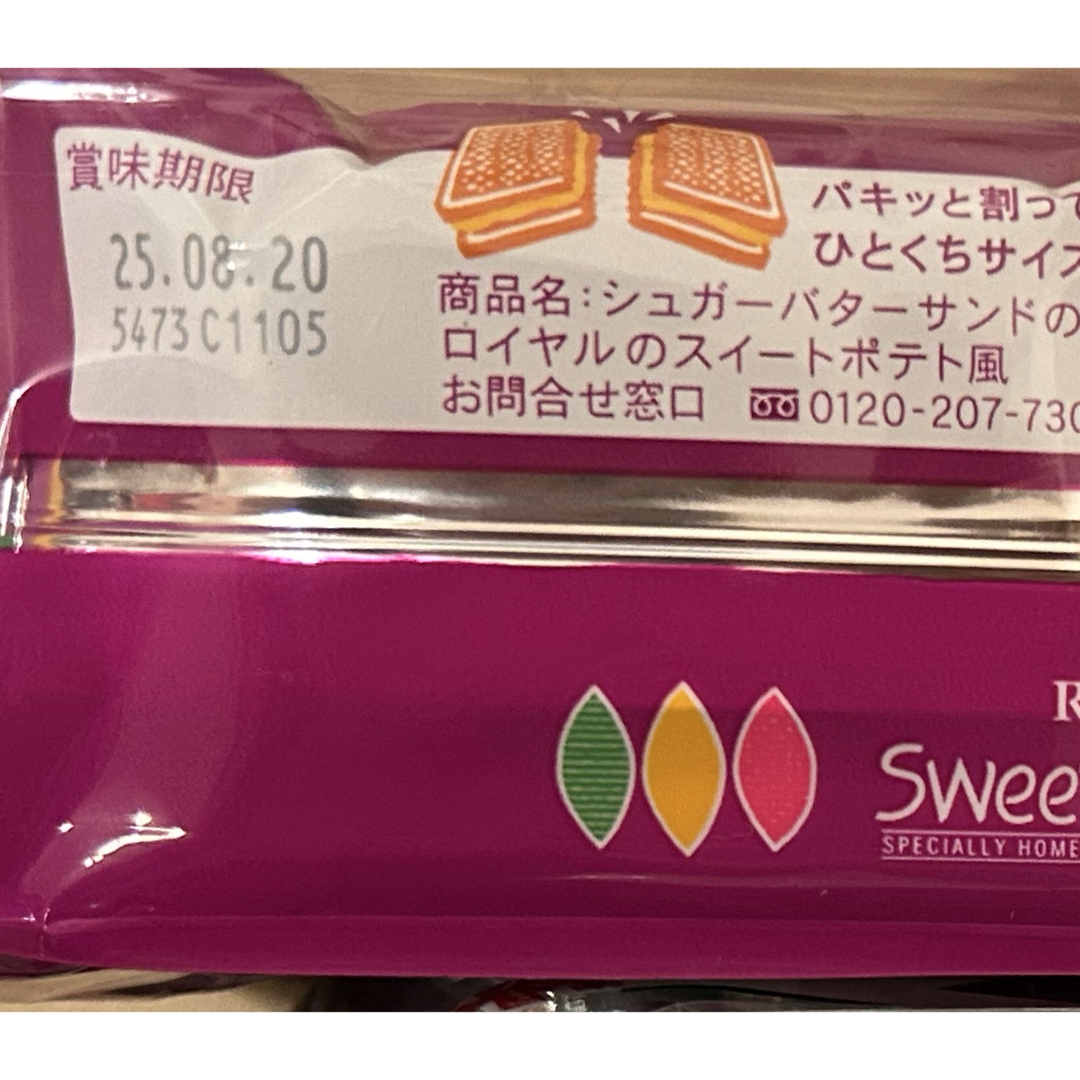 賞味期限
25.08.20
5473 C1105
パキッと割って
ひとくちサイズ
商品名:シュガーバターサンドの
ロイヤルのスイートポテト風
お問合せ窓口 0120-207-730
R
Swee
SPECIALLY HOME